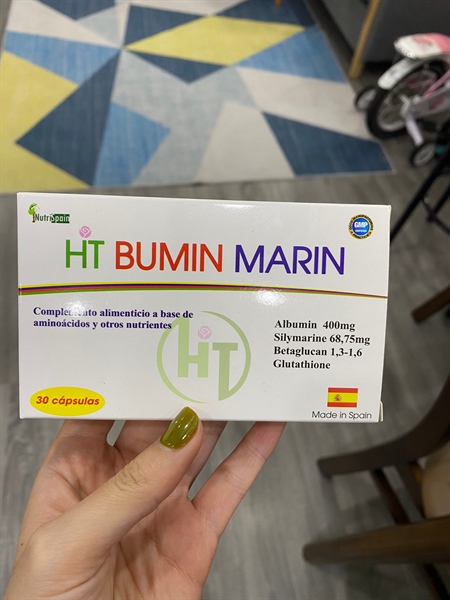 NutriSpain
GMP
HT BUMIN MARIN
Complemento alimenticio a base de
aminoácidos y otros nutrientes
HT
Albumin 400mg
Silymarine 68,75mg
Betaglucan 1,3-1,6
Glutathione
30 cápsulas
Made in Spain